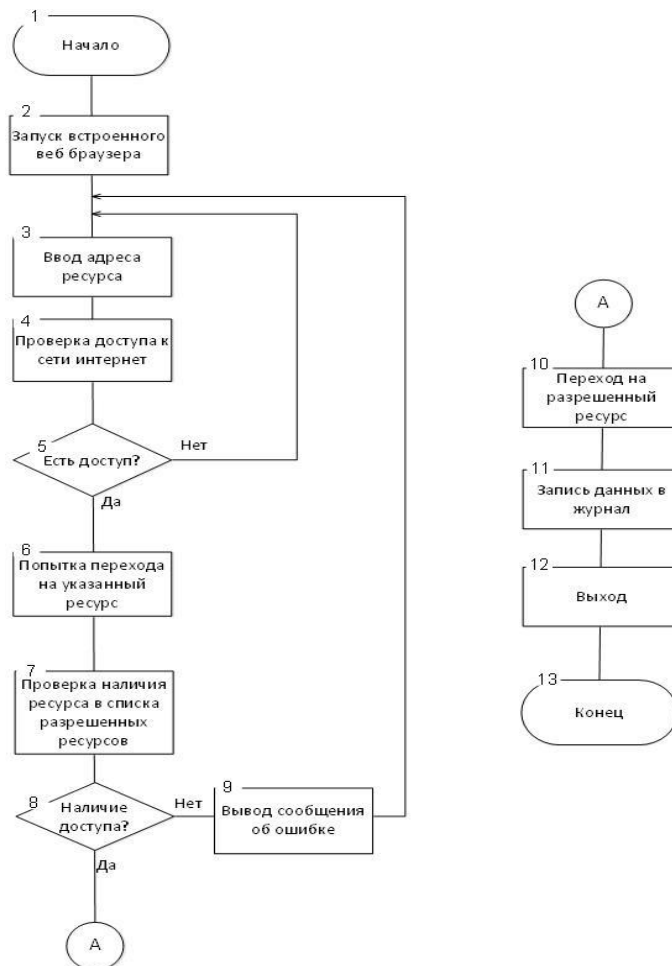 1
Начало
2
Запуск встроенного
веб браузера
3
Ввод адреса
ресурса
4
Проверка доступа к
сети интернет
5
Есть доступ?
Нет
Да
6
Попытка перехода
на указанный
ресурс
7
Проверка наличия
ресурса в списка
разрешенных
ресурсов
8
Наличие
доступа?
Нет
9
Вывод сообщения
об ошибке
Да
А
А
10
Переход на
разрешенный
ресурс
11
Запись данных в
журнал
12
Выход
13
Конец